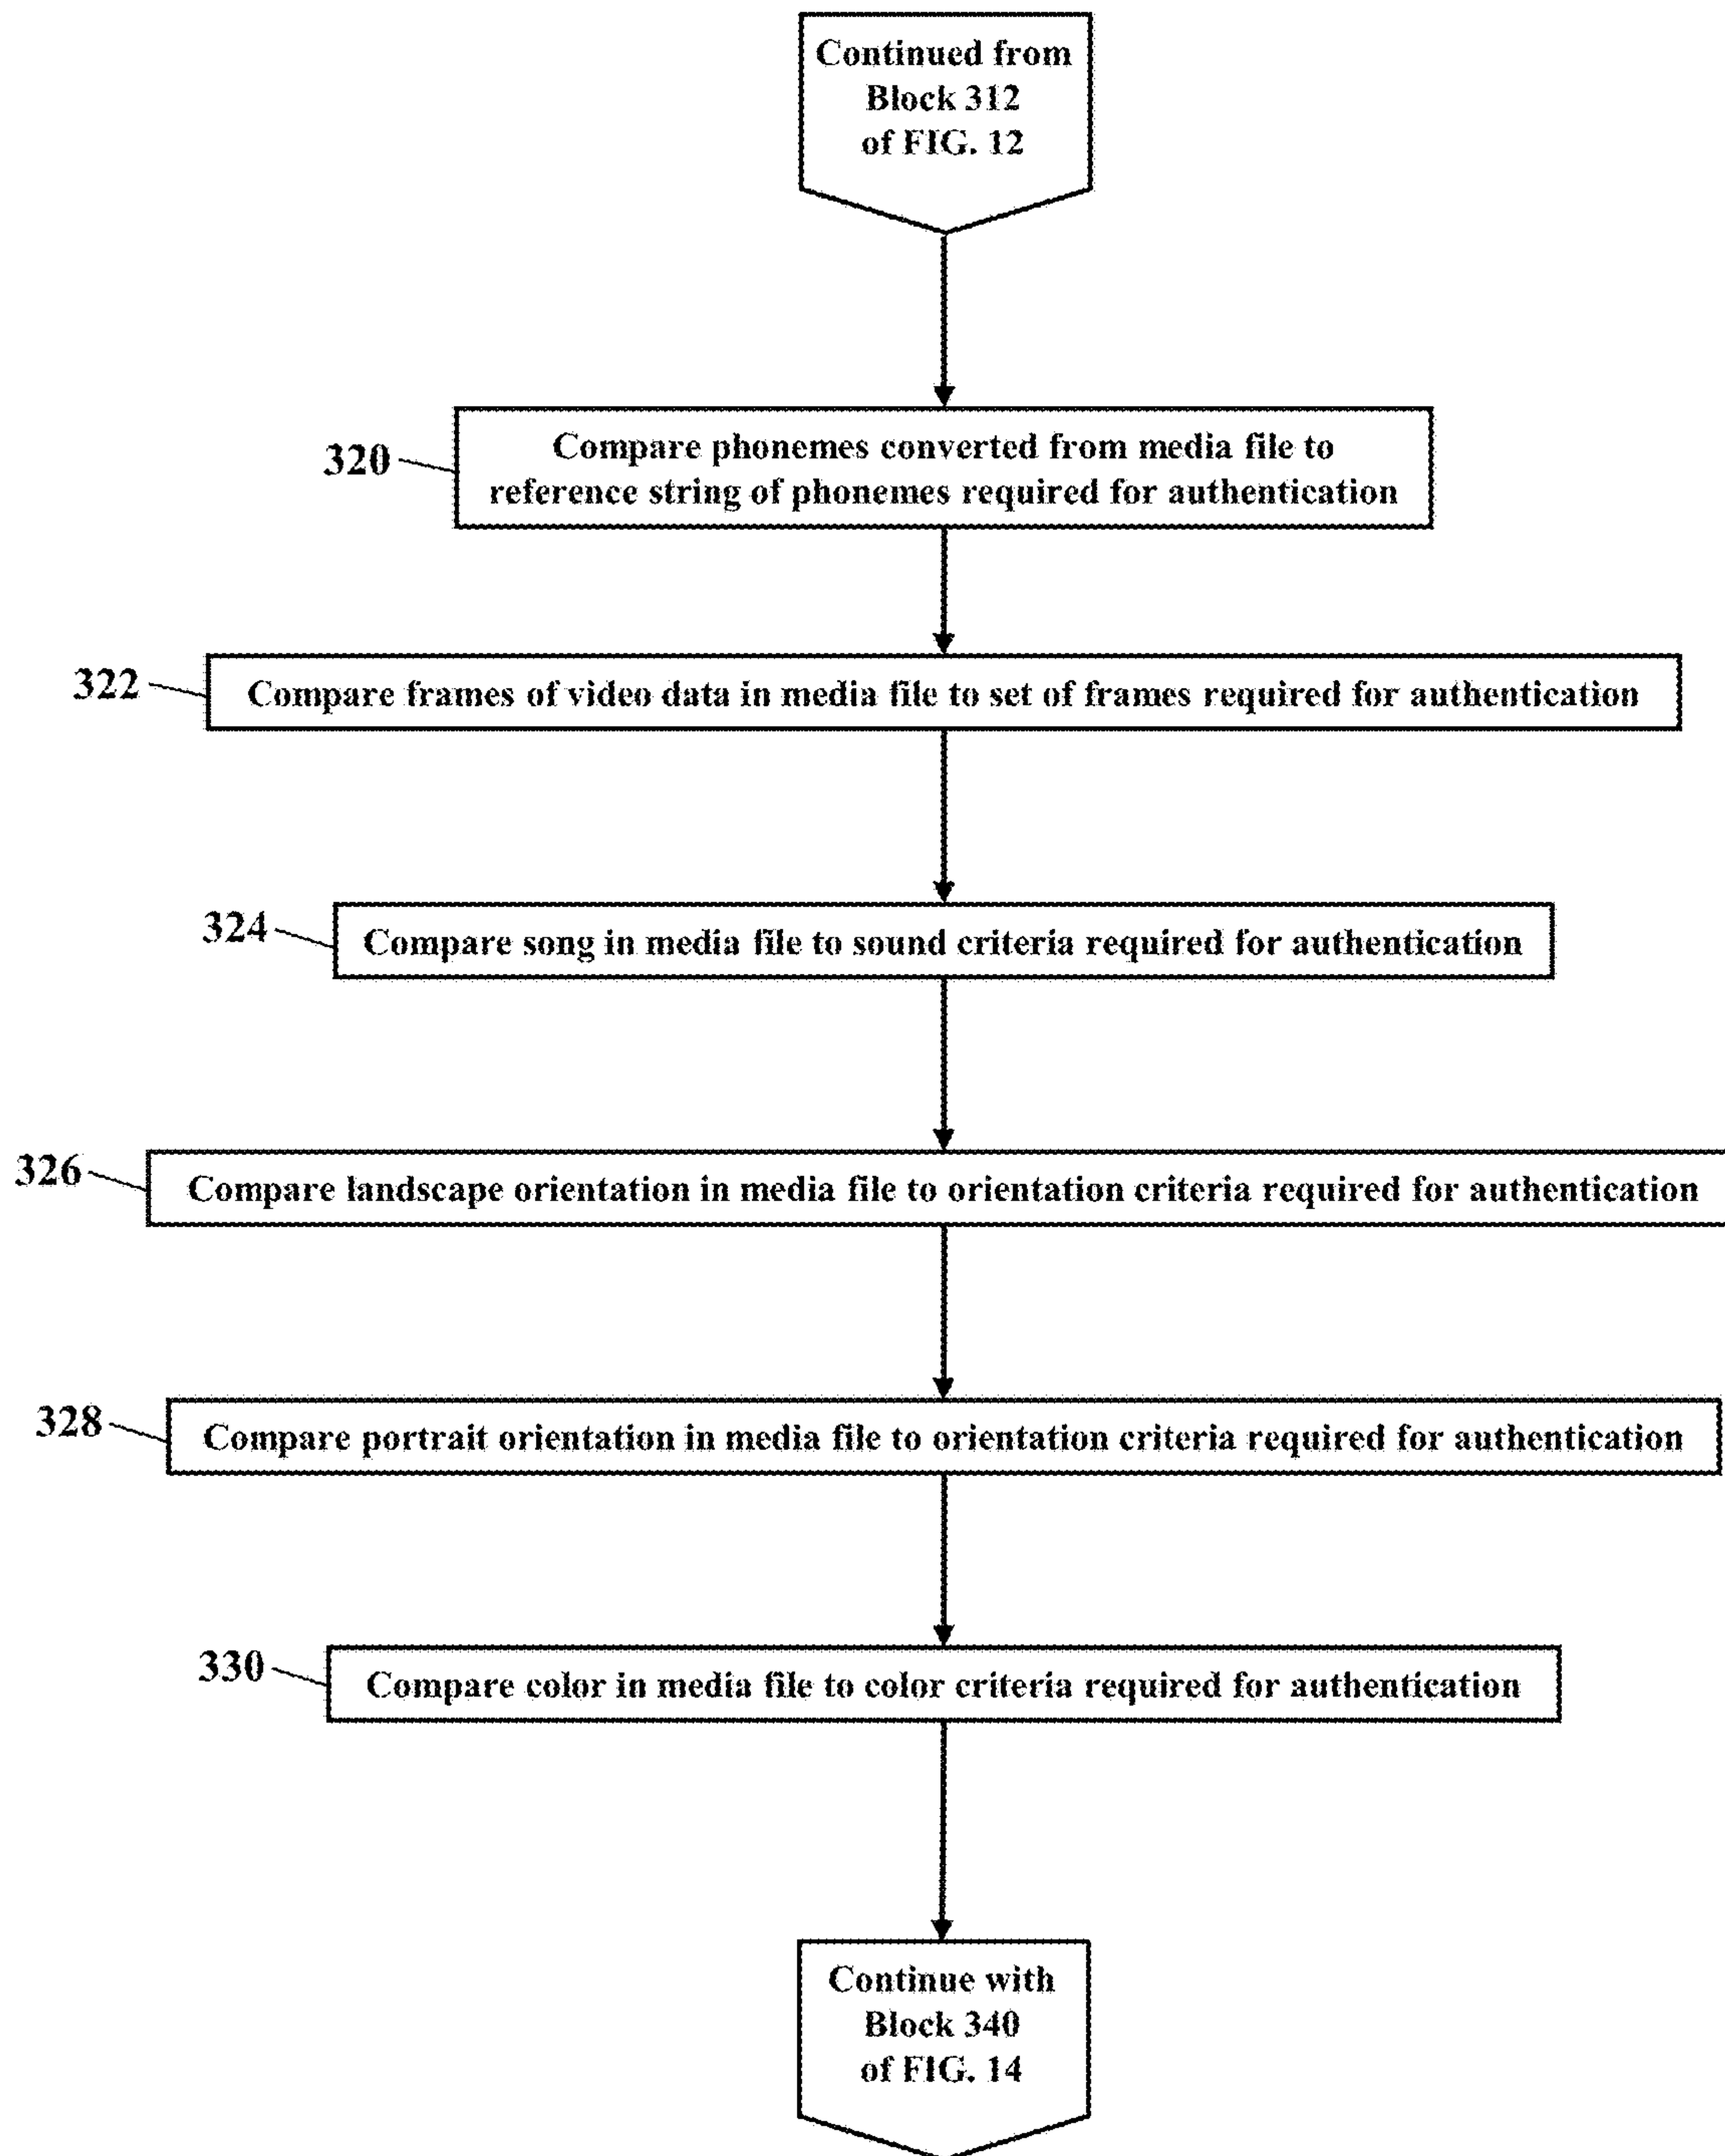 Continued from
Block 312
of FIG. 12
320
Compare phonemes converted from media file to
reference string of phonemes required for authentication
322
Compare frames of video data in media file to set of frames required for authentication
324
Compare song in media file to sound criteria required for authentication
326
Compare landscape orientation in media file to orientation criteria required for authentication
328
Compare portrait orientation in media file to orientation criteria required for authentication
330
Compare color in media file to color criteria required for authentication
Continue with
Block 340
of FIG. 14